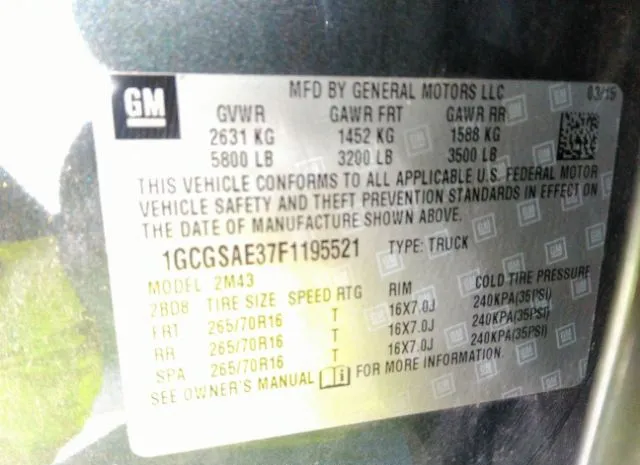 GM
MFD BY GENERAL MOTORS LLC 03/15
GVWR GAWR FRT GAWR RR
2631 KG 1452 KG 1588 KG
5800 LB 3200 LB 3500 LB
THIS VEHICLE CONFORMS TO ALL APPLICABLE U.S. FEDERAL MOTOR
VEHICLE SAFETY AND THEFT PREVENTION STANDARDS IN EFFECT ON
THE DATE OF MANUFACTURE SHOWN ABOVE.
1GCGSAE37F1195521 TYPE: TRUCK
MODEL 2M43
28D8 TIRE SIZE SPEED RTG RIM COLD TIRE PRESSURE
FRT 265/70R16 T 16X7.0J 240KPA(35PSI)
RR 265/70R16 T 16X7.0J 240KPA(35PSI)
SPA 265/70R16 T 16X7.0J 240KPA(35PSI)
SEE OWNER'S MANUAL FOR MORE INFORMATION.